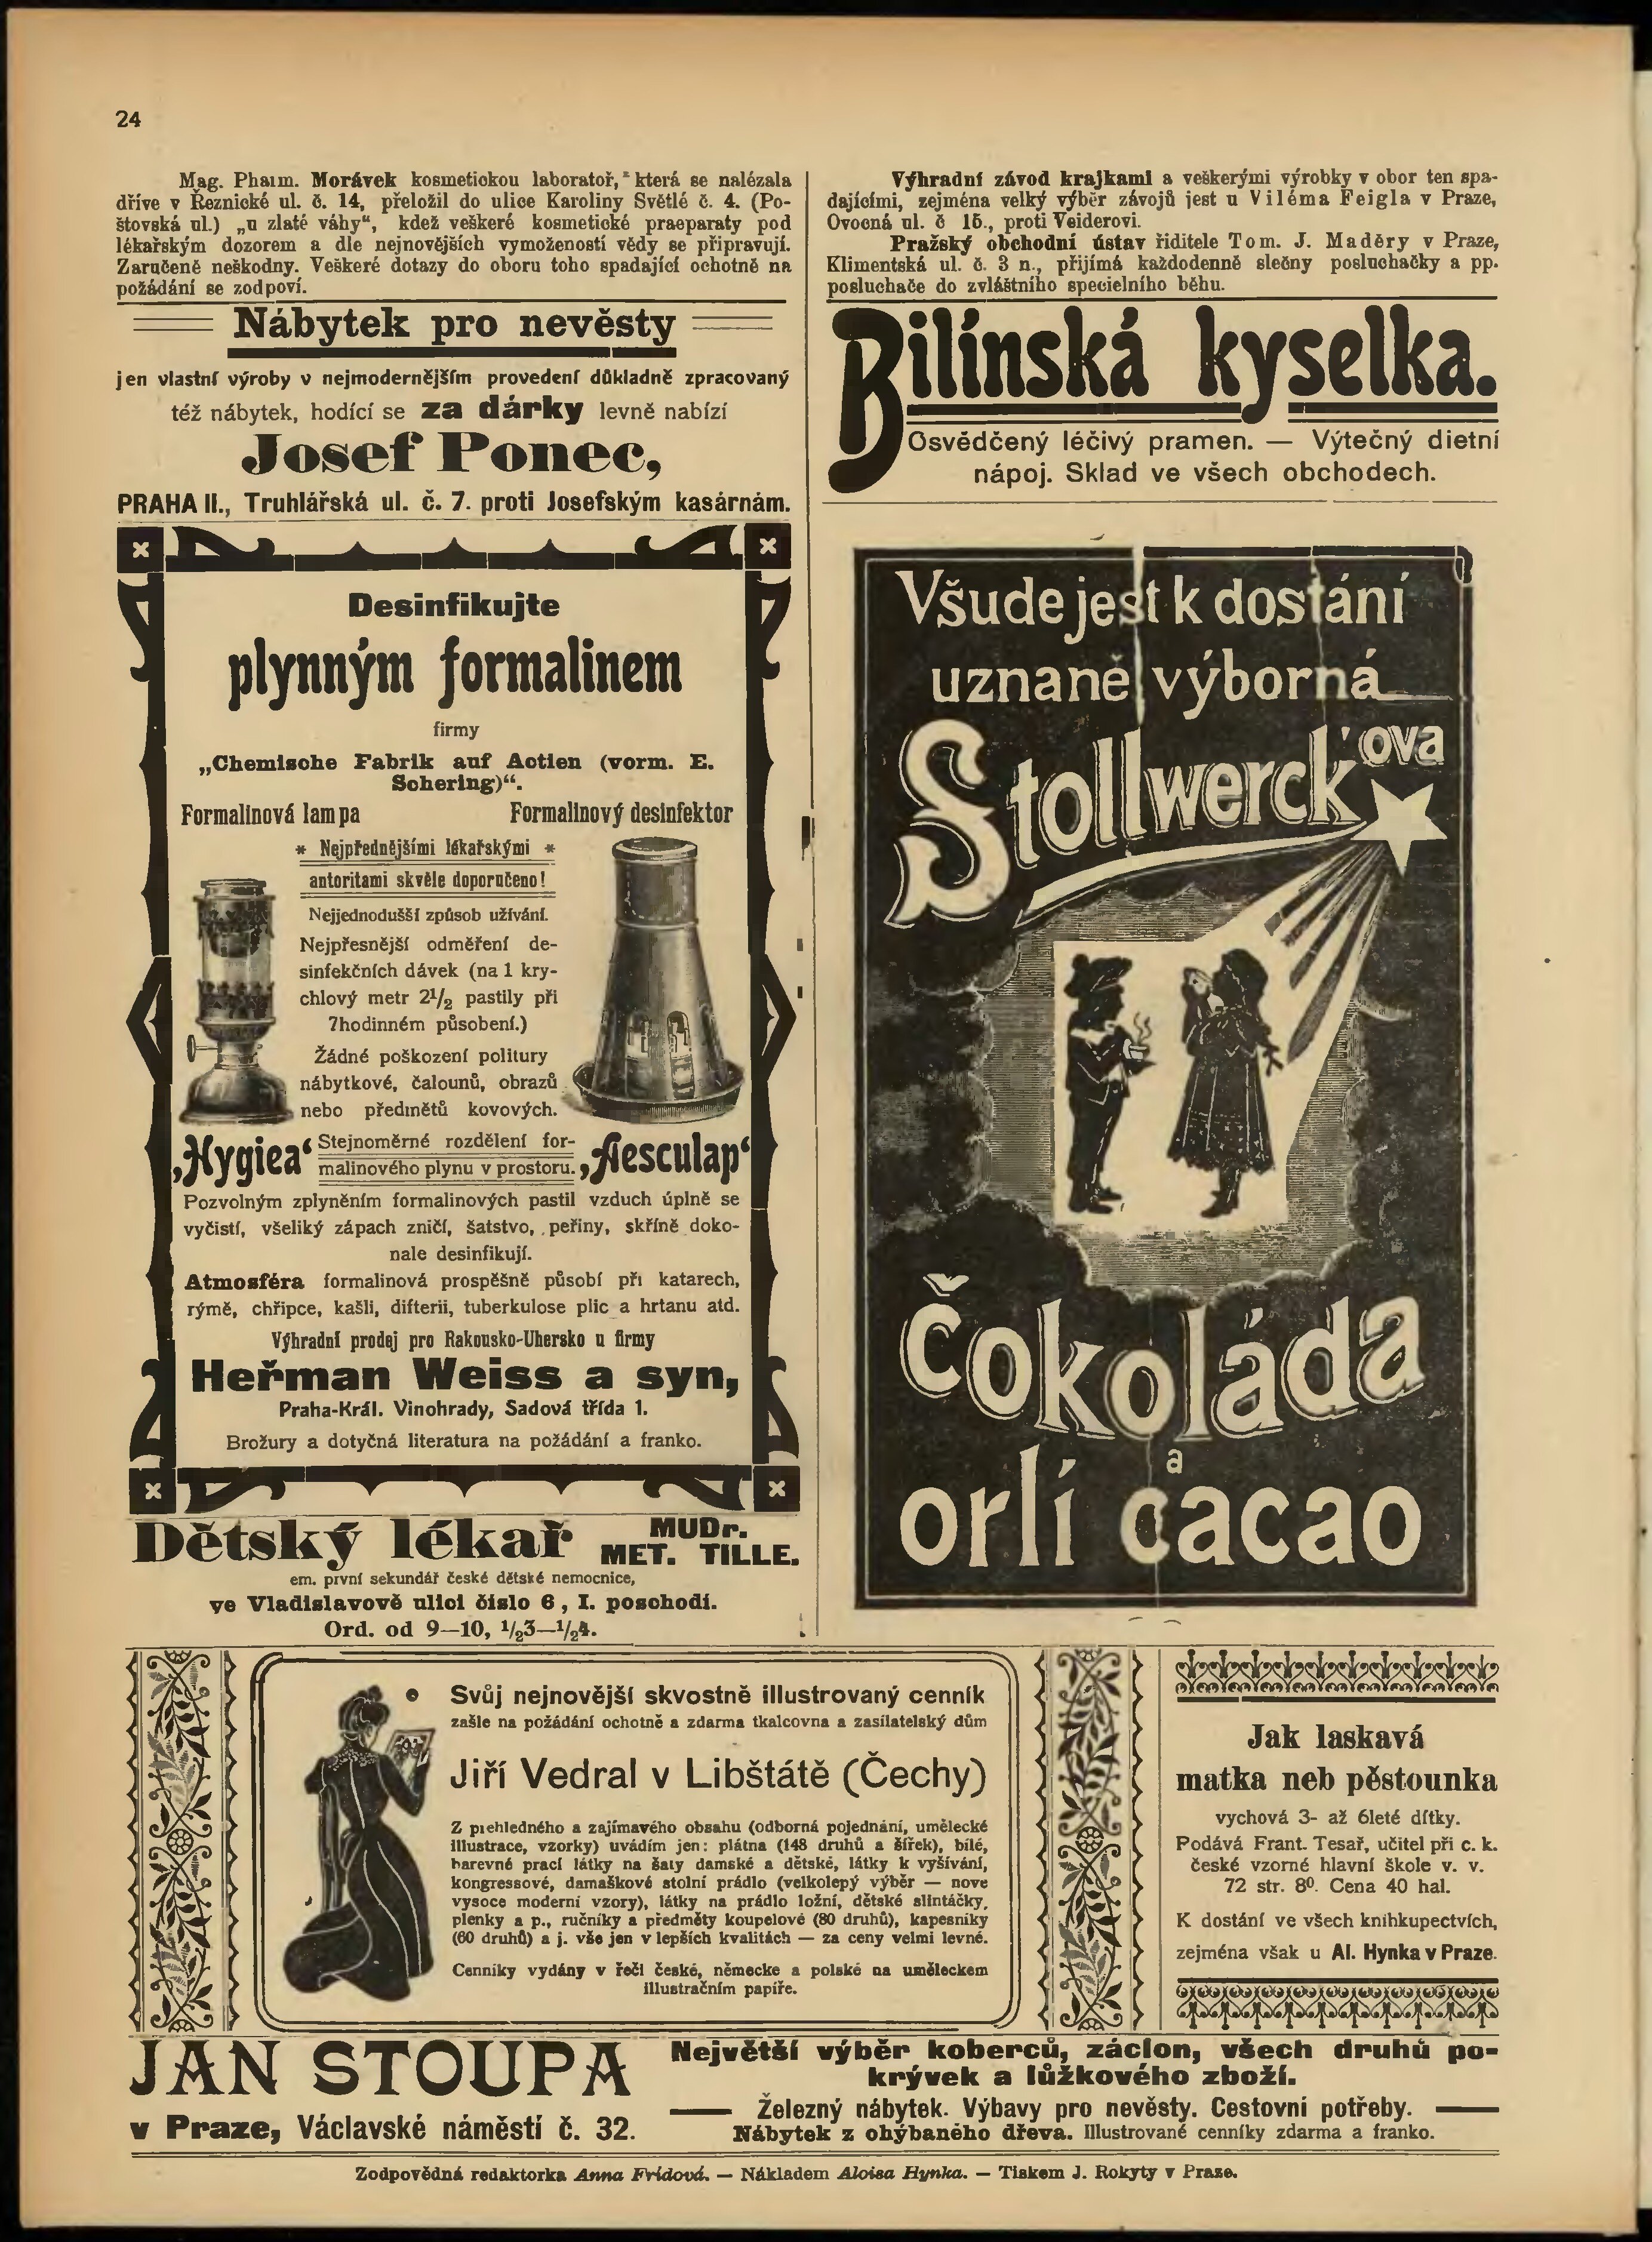 24
Mag. Pharm. Morávek kosmetickou laboratoř, která se nalézala
dříve v Řeznické ul. č. 14, přeložil do ulice Karoliny Světlé č. 4. (Po-
štovská ul.) „u zlaté váhy“, kdež veškeré kosmetické praeparaty pod
lékařským dozorem a dle nejnovějších vymožeností vědy se připravují.
Zaručeně neškodny. Veškeré dotazy do oboru toho spadající ochotně na
požádání se zodpoví.
Nábytek pro nevěsty
jen vlastní výroby v nejmodernějším provedení důkladně zpracovaný
též nábytek, hodící se za dárky levně nabízí
Josef Ponec,
PRAHA II., Truhlářská ul. č. 7. proti Josefským kasárnám.
Desinfikujte
plynným formalinem
firmy
„Chemische Fabrik auf Actien (vorm. E.
Schering)“.
Formalinová lampa
Formalinový desinfektor
* Nejpřednějšími lékařskými *
autoritami skvěle doporučeno!
Nejjednodušší způsob užívání.
Nejpřesnější odměření de-
sinfekčních dávek (na 1 kry-
chlový metr 2½ pastily při
7hodinném působení.)
Žádné poškození politury
nábytkové, čalounů, obrazů
nebo předmětů kovových.
‚Hygiea‘
Stejnoměrné rozdělení for-
malinového plynu v prostoru.
‚Aesculap‘
Pozvolným zplyněním formalinových pastil vzduch úplně se
vyčistí, všeliký zápach zničí, šatstvo, peřiny, skříně doko-
nale desinfikují.
Atmosféra formalinová prospěšně působí při katarech,
rýmě, chřipce, kašli, difterii, tuberkulose plic a hrtanu atd.
Výhradní prodej pro Rakousko-Uhersko u firmy
Heřman Weiss a syn,
Praha-Král. Vinohrady, Sadová třída 1.
Brožury a dotyčná literatura na požádání a franko.
Dětský lékař MUDr.
MET. TILLE.
em. první sekundář české dětské nemocnice,
ve Vladislavově ulici číslo 6, I. poschodí.
Ord. od 9—10, ½3—½4.
Výhradní závod krajkami a veškerými výrobky v obor ten spa-
dajícími, zejména velký výběr závojů jest u Viléma Feigla v Praze,
Ovocná ul. č 15., proti Veiderovi.
Pražský obchodní ústav řiditele Tom. J. Maděry v Praze,
Klimentská ul. č. 3 n., přijímá každodenně slečny posluchačky a pp.
posluchače do zvláštního specielního běhu.
Bilínská kyselka.
Osvědčený léčivý pramen. — Výtečný dietní
nápoj. Sklad ve všech obchodech.
Všude jest k dostání
uznaně výborná
Stollwerck'ova
Čokoláda
a
orlí cacao
Svůj nejnovější skvostně illustrovaný cenník
zašle na požádání ochotně a zdarma tkalcovna a zasílatelský dům
Jiří Vedral v Libštátě (Čechy)
Z přehledného a zajímavého obsahu (odborná pojednání, umělecké
illustrace, vzorky) uvádím jen: plátna (148 druhů a šířek), bílé,
barevné prací látky na šaty damské a dětské, látky k vyšívání,
kongressové, damaškové stolní prádlo (velkolepý výběr — nové
vysoce moderní vzory), látky na prádlo ložní, dětské slintáčky,
plenky a p., ručníky a předměty koupelové (80 druhů), kapesníky
(60 druhů) a j. vše jen v lepších kvalitách — za ceny velmi levné.
Cenníky vydány v řeči české, německe a polské na uměleckem
illustračním papíře.
Jak laskavá
matka neb pěstounka
vychová 3- až 6leté dítky.
Podává Frant. Tesař, učitel při c. k.
české vzorné hlavní škole v. v.
72 str. 8⁰. Cena 40 hal.
K dostání ve všech knihkupectvích,
zejména však u Al. Hynka v Praze.
JAN STOUPA
v Praze, Václavské náměstí č. 32.
Největší výběr koberců, záclon, všech druhů po-
krývek a lůžkového zboží.
Železný nábytek. Výbavy pro nevěsty. Cestovní potřeby.
Nábytek z ohýbaného dřeva. Illustrované cenníky zdarma a franko.
Zodpovědná redaktorka Anna Frídová. — Nákladem Aloisa Hynka. — Tiskem J. Rokyty v Praze.